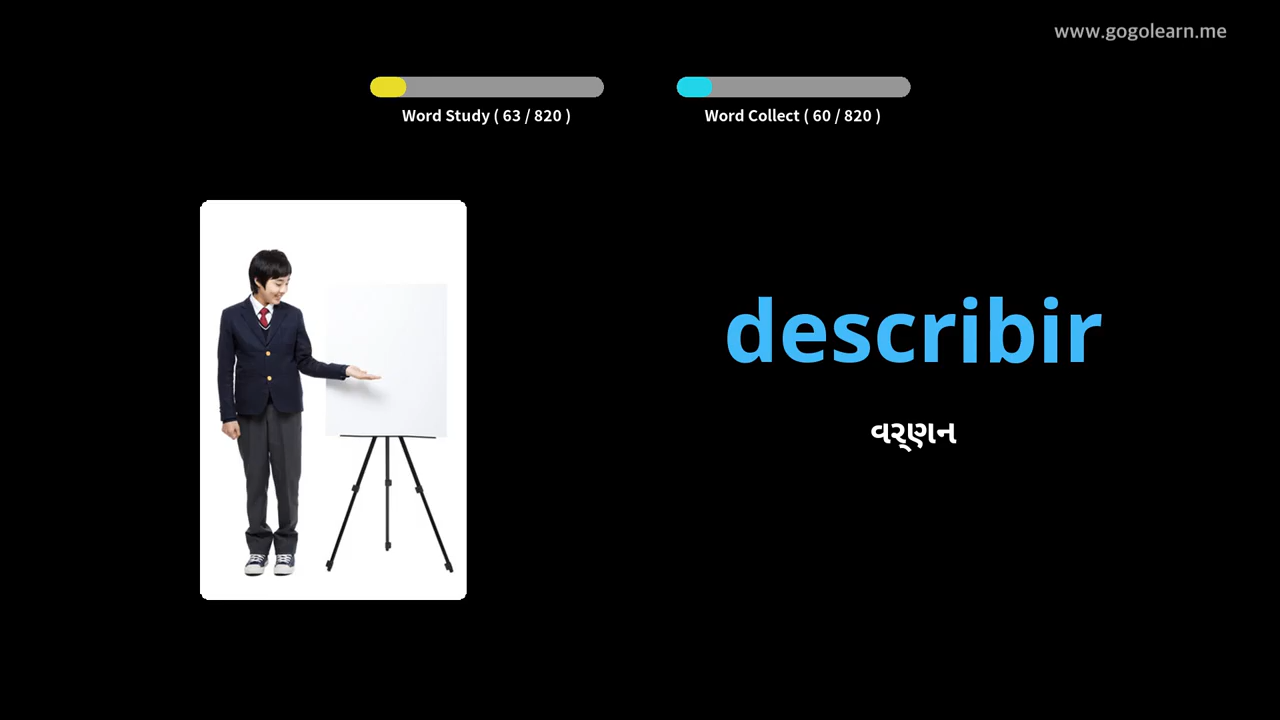 www.gogolearn.me
Word Study ( 63 / 820 )
Word Collect ( 60 / 820 )
describir
વર્ણન